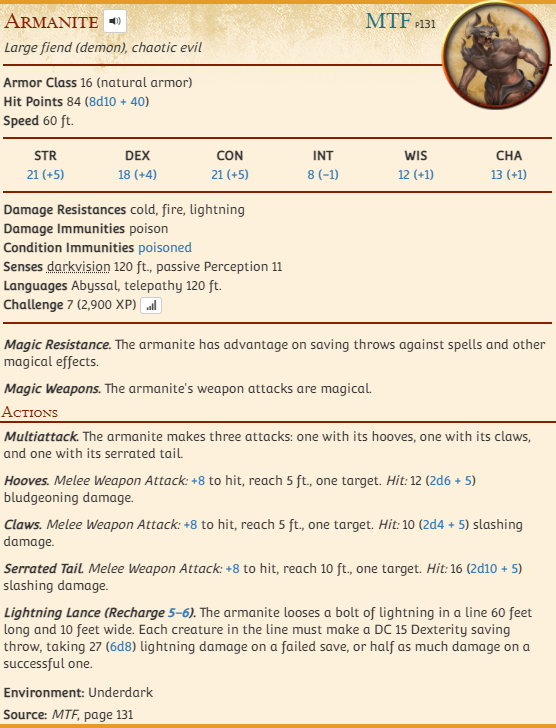 Armanite MTF p131
Large fiend (demon), chaotic evil
Armor Class 16 (natural armor)
Hit Points 84 (8d10 + 40)
Speed 60 ft.
STR DEX CON INT WIS CHA
21 (+5) 18 (+4) 21 (+5) 8 (−1) 12 (+1) 13 (+1)
Damage Resistances cold, fire, lightning
Damage Immunities poison
Condition Immunities poisoned
Senses darkvision 120 ft., passive Perception 11
Languages Abyssal, telepathy 120 ft.
Challenge 7 (2,900 XP)
Magic Resistance. The armanite has advantage on saving throws against spells and other
magical effects.
Magic Weapons. The armanite's weapon attacks are magical.
Actions
Multiattack. The armanite makes three attacks: one with its hooves, one with its claws,
and one with its serrated tail.
Hooves. Melee Weapon Attack: +8 to hit, reach 5 ft., one target. Hit: 12 (2d6 + 5)
bludgeoning damage.
Claws. Melee Weapon Attack: +8 to hit, reach 5 ft., one target. Hit: 10 (2d4 + 5) slashing
damage.
Serrated Tail. Melee Weapon Attack: +8 to hit, reach 10 ft., one target. Hit: 16 (2d10 + 5)
slashing damage.
Lightning Lance (Recharge 5–6). The armanite looses a bolt of lightning in a line 60 feet
long and 10 feet wide. Each creature in the line must make a DC 15 Dexterity saving
throw, taking 27 (6d8) lightning damage on a failed save, or half as much damage on a
successful one.
Environment: Underdark
Source: MTF, page 131